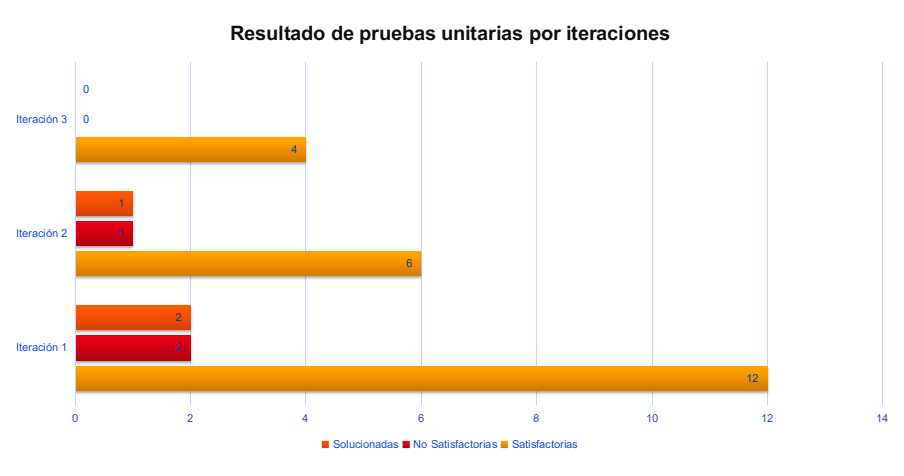 Resultado de pruebas unitarias por iteraciones
0
Iteración 3
0
4
1
Iteración 2
1
6
2
Iteración 1
2
12
0 2 4 6 8 10 12 14
Solucionadas No Satisfactorias Satisfactorias